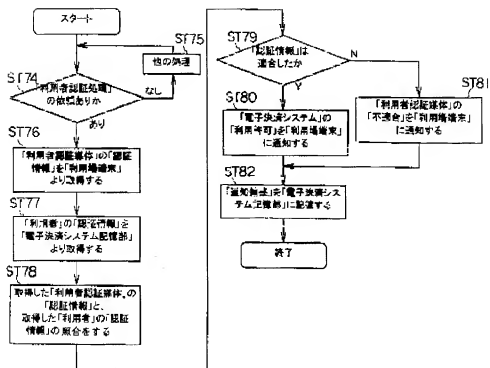 スタート
ST75
他の処理
ST74
「利用者認証処理」
の依頼ありか
なし
あり
ST76
「利用者認証媒体」の「認証
情報」を「利用場端末」
より取得する
ST77
「利用者」の「認証情報」を
「電子決済システム記憶部」
より取得する
ST78
取得した「利用者認証媒体」の
「認証情報」と、
取得した「利用者」の「認証
情報」の照合をする
ST79
「認証情報」は
適合したか
N
Y
ST80
「電子決済システム」の
「利用許可」を「利用場端末」
に通知する
ST81
「利用者認証媒体」の
「不適合」を「利用場端末」
に通知する
ST82
を「電子決済シス
テム記憶部」に記憶する
終了